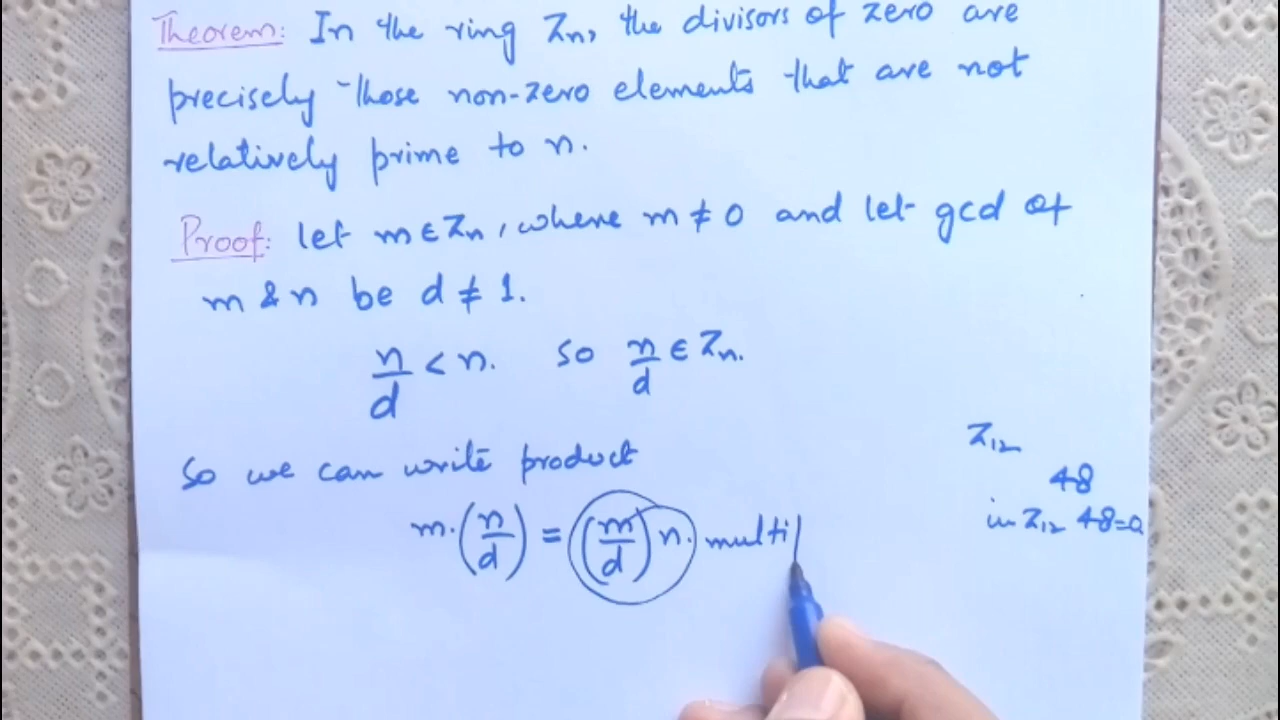 Theorem: In the ring Zn, the divisors of zero are
precisely those non-zero elements that are not
relatively prime to n.
Proof: let m ∈ Zn, where m ≠ 0 and let gcd of
m & n be d ≠ 1.
n/d < n. so n/d ∈ Zn.
So we can write product
m.(n/d) = (m/d) n. multi
Z12
48
in Z12 48=0